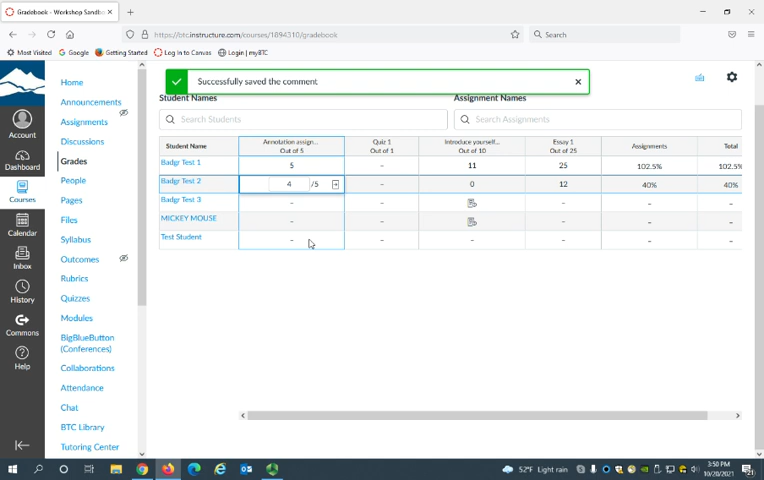 Gradebook - Workshop Sandbo
https://btc.instructure.com/courses/1894310/gradebook
Search
Most Visited
Google
Getting Started
Log In to Canvas
Login | myBTC
Successfully saved the comment
Account
Dashboard
Courses
Calendar
Inbox
History
Commons
Help
Home
Announcements
Assignments
Discussions
Grades
People
Pages
Files
Syllabus
Outcomes
Rubrics
Quizzes
Modules
BigBlueButton
(Conferences)
Collaborations
Attendance
Chat
BTC Library
Tutoring Center
Student Names
Assignment Names
Search Students
Search Assignments
Student Name Annotation assign... Out of 5 Quiz 1 Out of 1 Introduce yourself... Out of 10 Essay 1 Out of 25 Assignments Total
Badgr Test 1 5 – 11 25 102.5% 102.5%
Badgr Test 2 4 /5 – 0 12 40% 40%
Badgr Test 3 – – – – –
MICKEY MOUSE – – – – –
Test Student – – – – – –
52°F Light rain
3:50 PM
10/20/2021
21